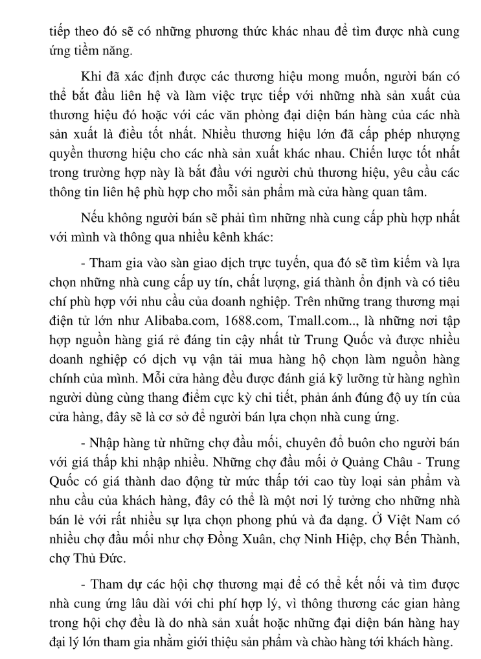 tiếp theo đó sẽ có những phương thức khác nhau để tìm được nhà cung
ứng tiềm năng.
Khi đã xác định được các thương hiệu mong muốn, người bán có
thể bắt đầu liên hệ và làm việc trực tiếp với những nhà sản xuất của
thương hiệu đó hoặc với các văn phòng đại diện bán hàng của các nhà
sản xuất là điều tốt nhất. Nhiều thương hiệu lớn đã cấp phép nhượng
quyền thương hiệu cho các nhà sản xuất khác nhau. Chiến lược tốt nhất
trong trường hợp này là bắt đầu với người chủ thương hiệu, yêu cầu các
thông tin liên hệ phù hợp cho mỗi sản phẩm mà cửa hàng quan tâm.
Nếu không người bán sẽ phải tìm những nhà cung cấp phù hợp nhất
với mình và thông qua nhiều kênh khác:
- Tham gia vào sàn giao dịch trực tuyến, qua đó sẽ tìm kiếm và lựa
chọn những nhà cung cấp uy tín, chất lượng, giá thành ổn định và có tiêu
chí phù hợp với nhu cầu của doanh nghiệp. Trên những trang thương mại
điện tử lớn như Alibaba.com, 1688.com, Tmall.com.., là những nơi tập
hợp nguồn hàng giá rẻ đáng tin cậy nhất từ Trung Quốc và được nhiều
doanh nghiệp có dịch vụ vận tải mua hàng hộ chọn làm nguồn hàng
chính của mình. Mỗi cửa hàng đều được đánh giá kỹ lưỡng từ hàng nghìn
người dùng cùng thang điểm cực kỳ chi tiết, phản ánh đúng độ uy tín của
cửa hàng, đây sẽ là cơ sở để người bán lựa chọn nhà cung ứng.
- Nhập hàng từ những chợ đầu mối, chuyên đổ buôn cho người bán
với giá thấp khi nhập nhiều. Những chợ đầu mối ở Quảng Châu - Trung
Quốc có giá thành dao động từ mức thấp tới cao tùy loại sản phẩm và
nhu cầu của khách hàng, đây có thể là một nơi lý tưởng cho những nhà
bán lẻ với rất nhiều sự lựa chọn phong phú và đa dạng. Ở Việt Nam có
nhiều chợ đầu mối như chợ Đồng Xuân, chợ Ninh Hiệp, chợ Bến Thành,
chợ Thủ Đức.
- Tham dự các hội chợ thương mại để có thể kết nối và tìm được
nhà cung ứng lâu dài với chi phí hợp lý, vì thông thường các gian hàng
trong hội chợ đều là do nhà sản xuất hoặc những đại diện bán hàng hay
đại lý lớn tham gia nhằm giới thiệu sản phẩm và chào hàng tới khách hàng.